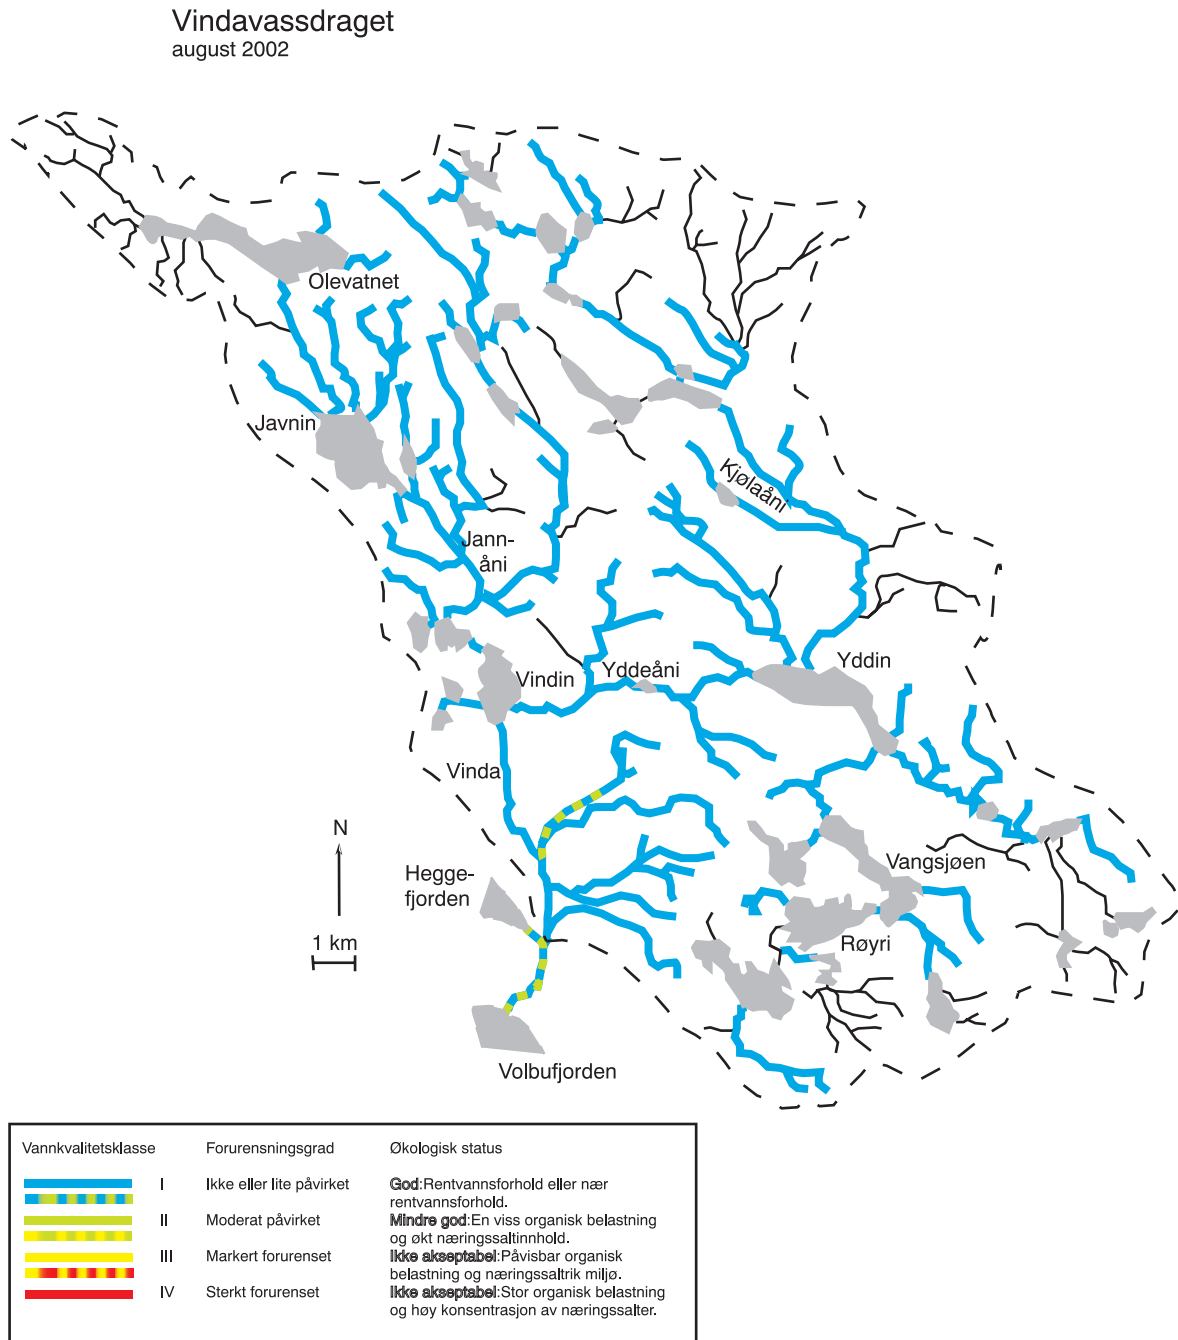 Vindavassdraget
august 2002
Olevatnet
Javnin
Kjølaåni
Jann-
åni
Vindin
Yddeåni
Yddin
Vinda
N
Hegge-
fjorden
Vangsjøen
1 km
Røyri
Volbufjorden
Vannkvalitetsklasse Forurensningsgrad Økologisk status
I Ikke eller lite påvirket God:Rentvannsforhold eller nær
rentvannsforhold.
II Moderat påvirket Mindre god:En viss organisk belastning
og økt næringssaltinnhold.
III Markert forurenset Ikke akseptabel:Påvisbar organisk
belastning og næringssaltrik miljø.
IV Sterkt forurenset Ikke akseptabel:Stor organisk belastning
og høy konsentrasjon av næringssalter.